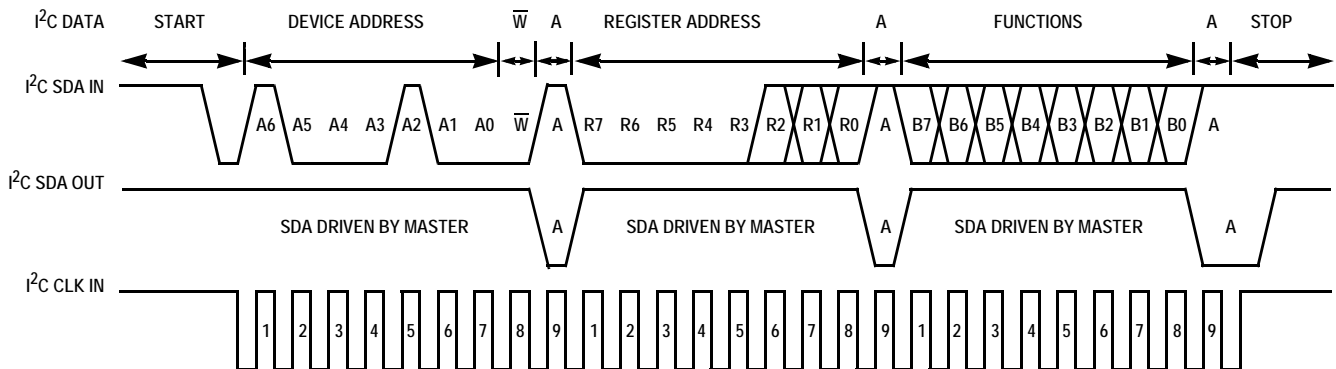 I²C DATA START DEVICE ADDRESS W̅ A REGISTER ADDRESS A FUNCTIONS A STOP
I²C SDA IN
A6 A5 A4 A3 A2 A1 A0 W̅ A R7 R6 R5 R4 R3 R2 R1 R0 A B7 B6 B5 B4 B3 B2 B1 B0 A
I²C SDA OUT
SDA DRIVEN BY MASTER A SDA DRIVEN BY MASTER A SDA DRIVEN BY MASTER A
I²C CLK IN
1 2 3 4 5 6 7 8 9 1 2 3 4 5 6 7 8 9 1 2 3 4 5 6 7 8 9